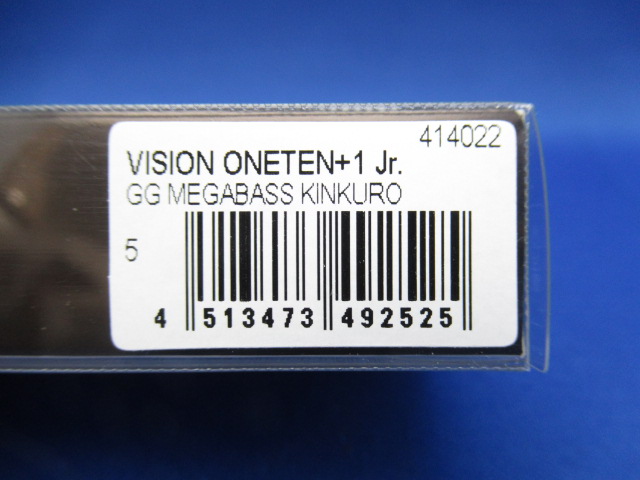 414022
VISION ONETEN+1 Jr.
GG MEGABASS KINKURO
5
4 513473 492525